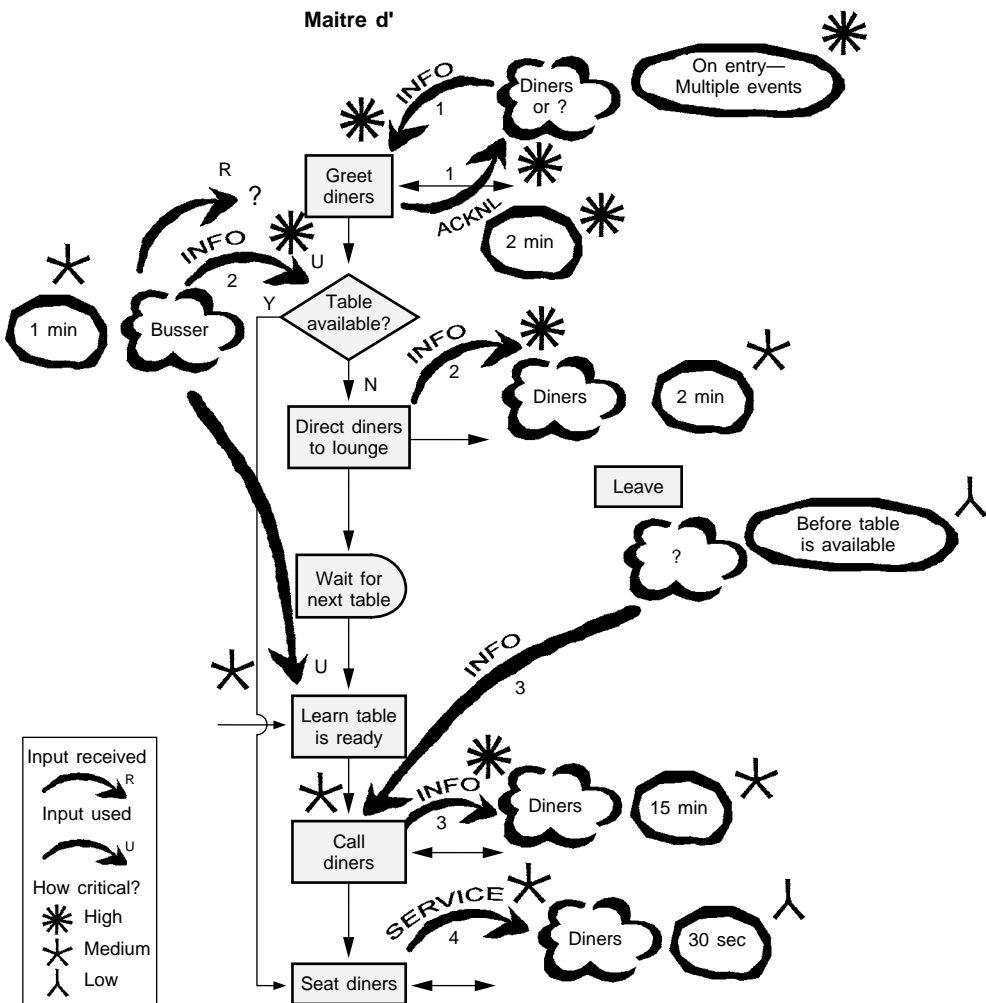 Maitre d'
On entry—
Multiple events
INFO
1
Diners
or ?
Greet
diners
1
ACKNL
2 min
R
?
INFO
2
U
1 min
Busser
Y
Table
available?
N
INFO
2
Diners
2 min
Direct diners
to lounge
Leave
?
Before table
is available
Wait for
next table
INFO
3
U
Learn table
is ready
INFO
3
Diners
15 min
Call
diners
SERVICE
4
Diners
30 sec
Seat diners
Input received
R
Input used
U
How critical?
High
Medium
Low